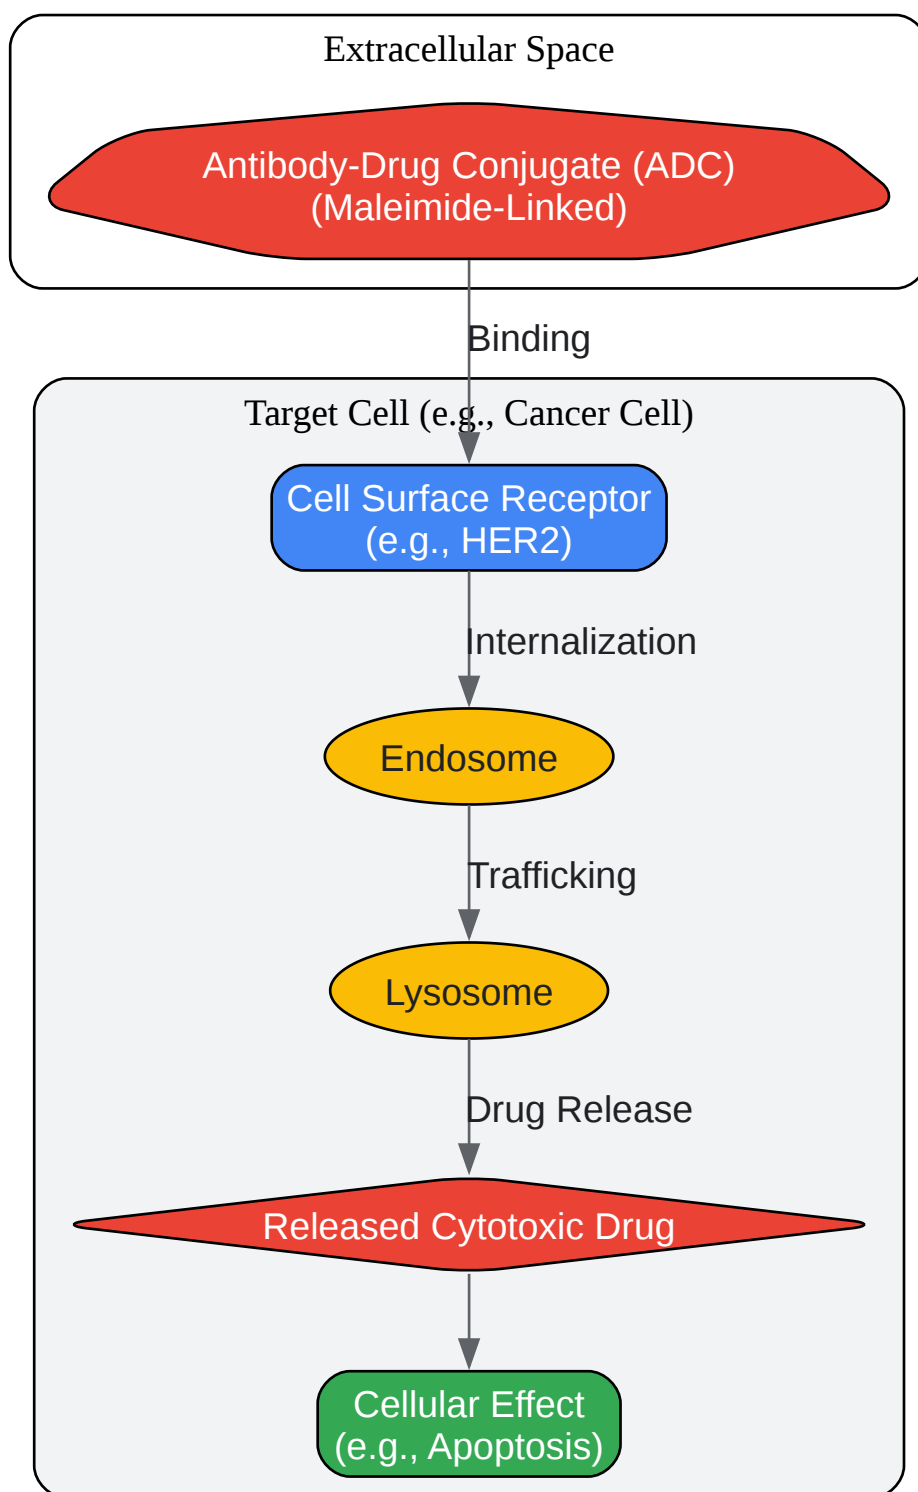 Extracellular Space
Antibody-Drug Conjugate (ADC)
(Maleimide-Linked)
Binding
Target Cell (e.g., Cancer Cell)
Cell Surface Receptor
(e.g., HER2)
Internalization
Endosome
Trafficking
Lysosome
Drug Release
Released Cytotoxic Drug
Cellular Effect
(e.g., Apoptosis)